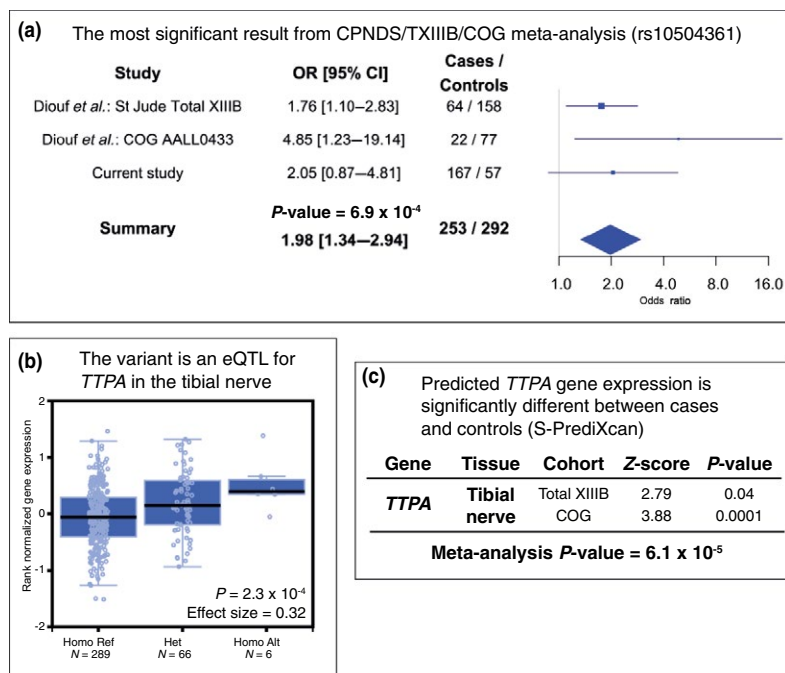 (a) The most significant result from CPNDS/TXIIIB/COG meta-analysis (rs10504361)
Study OR [95% CI] Cases / Controls
Diouf et al.: St Jude Total XIIIB 1.76 [1.10–2.83] 64 / 158
Diouf et al.: COG AALL0433 4.85 [1.23–19.14] 22 / 77
Current study 2.05 [0.87–4.81] 167 / 57
P-value = 6.9 x 10-4
Summary 1.98 [1.34–2.94] 253 / 292
1.0 2.0 4.0 8.0 16.0
Odds ratio
(b) The variant is an eQTL for
TTPA in the tibial nerve
Rank normalized gene expression
2
1
0
-1
-2
P = 2.3 x 10-4
Effect size = 0.32
Homo Ref Het Homo Alt
N = 289 N = 66 N = 6
(c) Predicted TTPA gene expression is
significantly different between cases
and controls (S-PrediXcan)
Gene Tissue Cohort Z-score P-value
TTPA Tibial nerve Total XIIIB 2.79 0.04
COG 3.88 0.0001
Meta-analysis P-value = 6.1 x 10-5